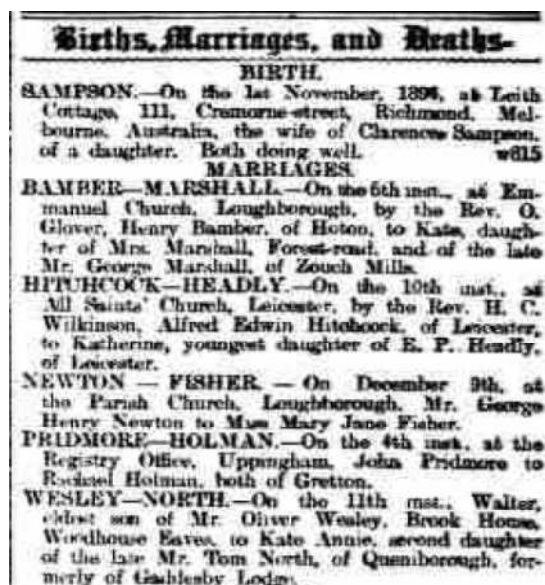 Births, Marriages, and Deaths.
BIRTH.
SAMPSON.—On the 1st November, 1896, at Leith
Cottage, 111, Cremorne-street, Richmond, Mel-
bourne, Australia, the wife of Clarence Sampson,
of a daughter. Both doing well. w815
MARRIAGES.
BAMBER—MARSHALL.—On the 6th inst., at Em-
manuel Church, Loughborough, by the Rev. O.
Glover, Henry Bamber, of Hoton, to Kate, daugh-
ter of Mrs. Marshall, Forest-road, and of the late
Mr. George Marshall, of Zouch Mills.
HITCHCOCK—HEADLY.—On the 10th inst., at
All Saints' Church, Leicester, by the Rev. H. C.
Wilkinson, Alfred Edwin Hitchcock, of Leicester,
to Katherine, youngest daughter of E. P. Headly,
of Leicester.
NEWTON — FISHER. — On December 9th, at
the Parish Church, Loughborough, Mr. George
Henry Newton to Miss Mary Jane Fisher.
PRIDMORE—HOLMAN.—On the 4th inst., at the
Registry Office, Uppingham, John Pridmore to
Rachael Holman, both of Gretton.
WESLEY—NORTH.—On the 11th inst., Walter,
eldest son of Mr. Oliver Wesley, Brook House,
Woodhouse Eaves, to Kate Annie, second daughter
of the late Mr. Tom North, of Queniborough, for-
merly of Gaddesby Lodge.